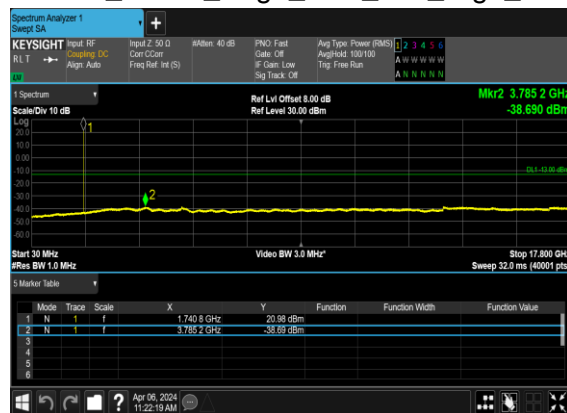 Spectrum Analyzer 1
Swept SA
+
KEYSIGHT Input: RF Input Z: 50 Ω #Atten: 40 dB PNO: Fast Avg Type: Power (RMS) 1 2 3 4 5 6
RLT Coupling: DC Corr CCorr Gate: Off Avg|Hold: 100/100 A W W W W W
Align: Auto Freq Ref: Int (S) IF Gain: Low Trig: Free Run
Sig Track: Off A N N N N N
1 Spectrum Ref Lvl Offset 8.00 dB Mkr2 3.785 2 GHz
Scale/Div 10 dB Ref Level 30.00 dBm -38.690 dBm
Log
1
20.0
10.0
0.00
-10.0 DL1 -13.00 dBm
-20.0
-30.0 2
-40.0
-50.0
-60.0
Start 30 MHz Video BW 3.0 MHz* Stop 17.800 GHz
#Res BW 1.0 MHz Sweep 32.0 ms (40001 pts)
5 Marker Table
Mode Trace Scale X Y Function Function Width Function Value
1 N 1 f 1.740 8 GHz 20.98 dBm
2 N 1 f 3.785 2 GHz -38.69 dBm
3
4
5
6
? Apr 06, 2024
11:22:19 AM